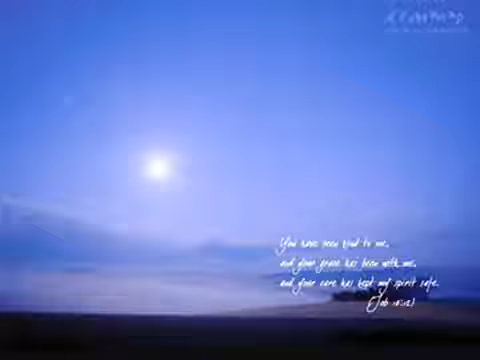 You have been kind to me,
and your grace has been with me,
and your care has kept my spirit safe.
(Job 10:12)